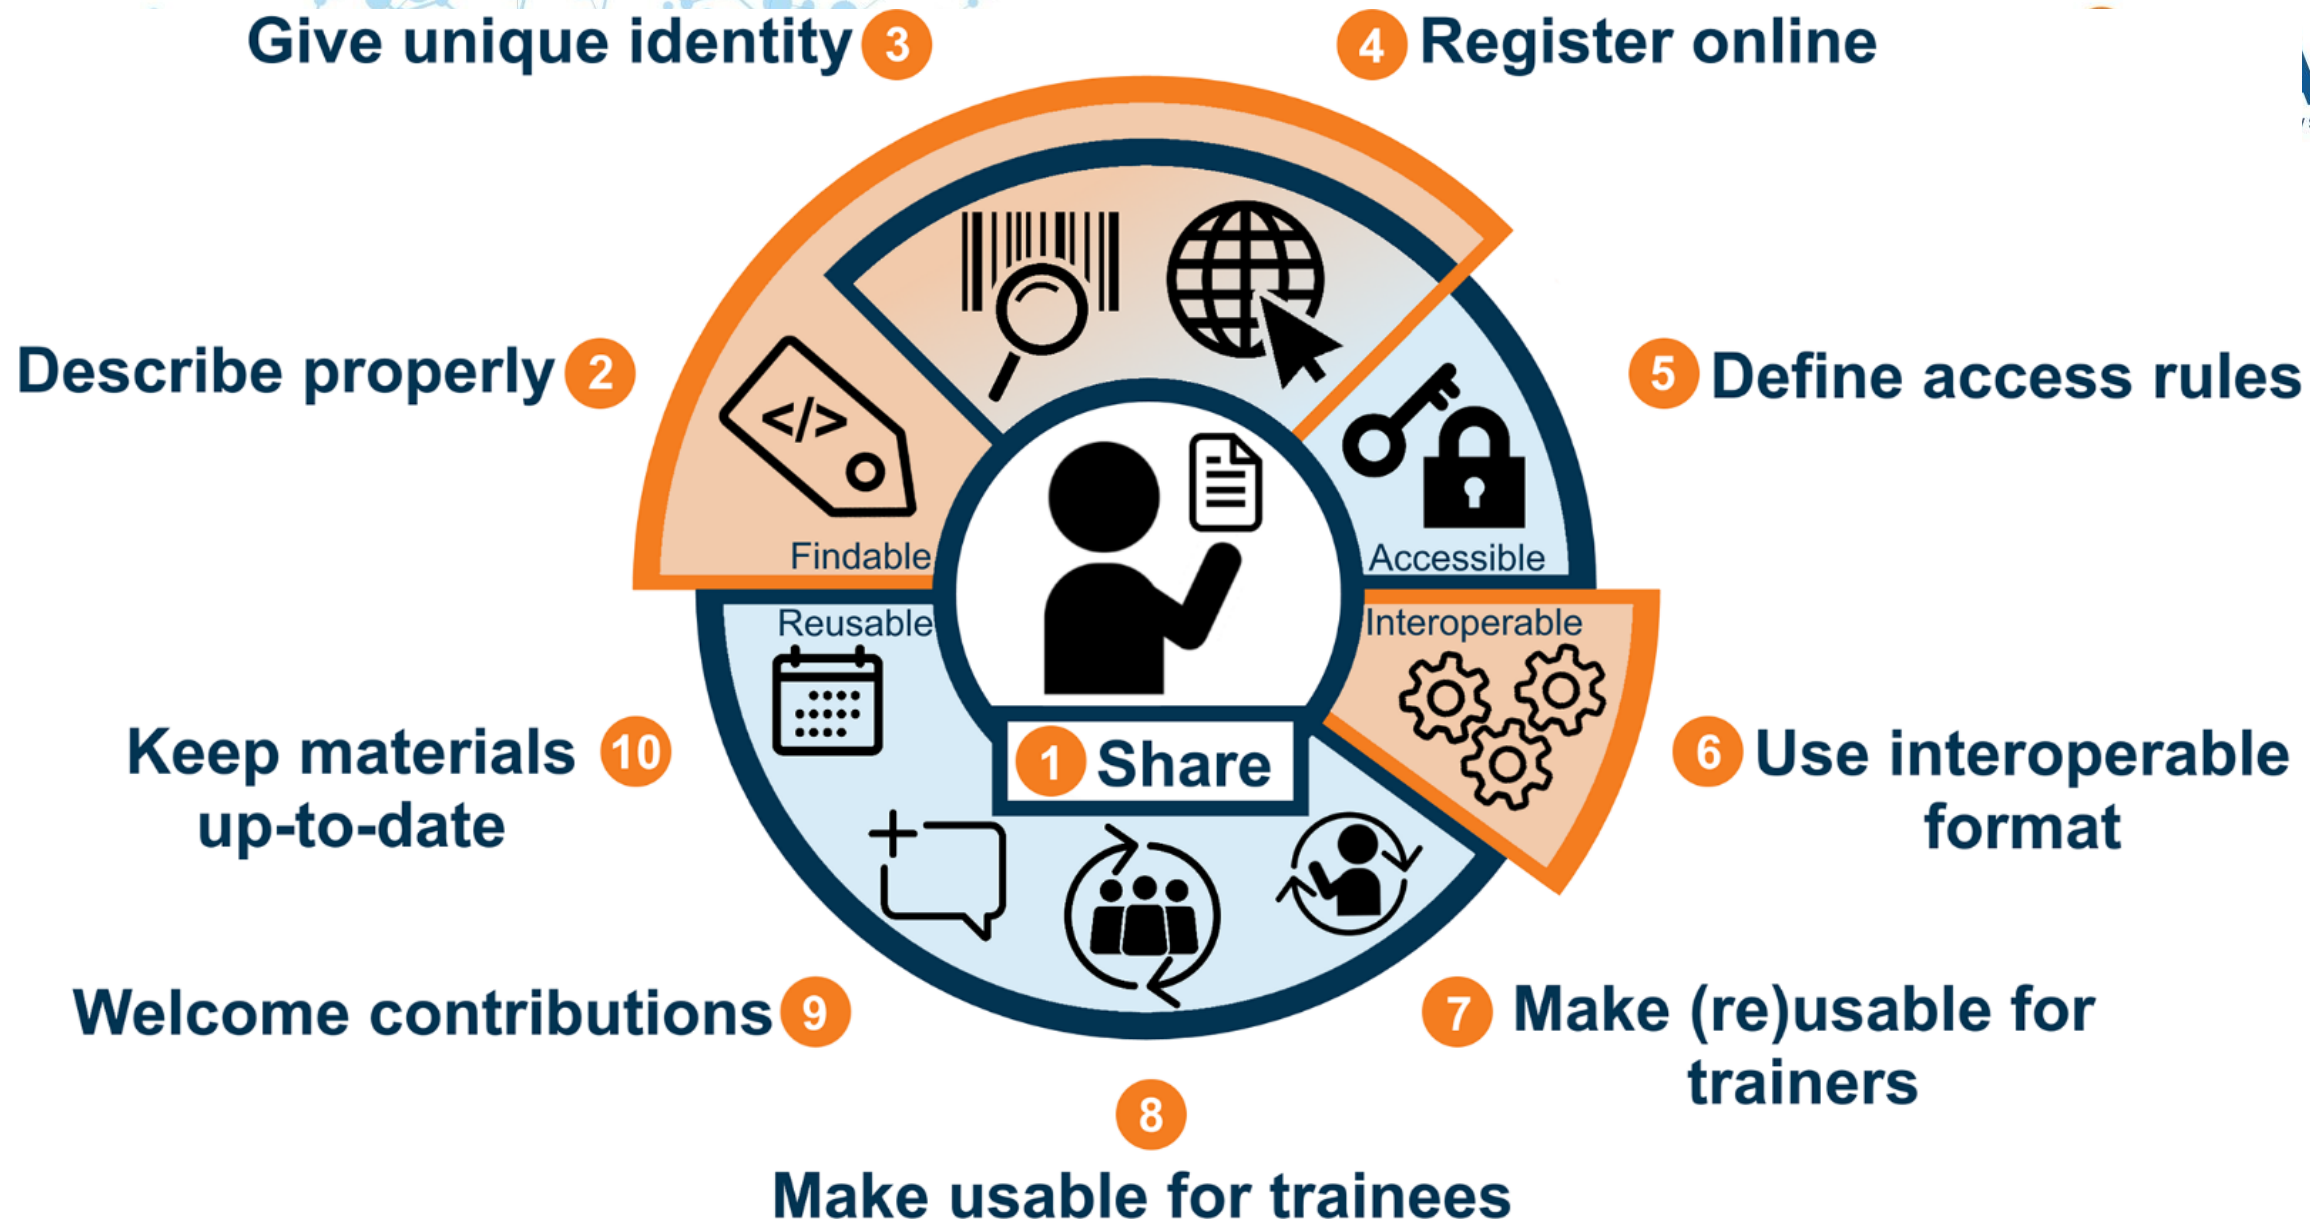 Give unique identity 3
4 Register online
Describe properly 2
5 Define access rules
</>
Findable
Accessible
Reusable
Interoperable
1 Share
Keep materials 10
up-to-date
6 Use interoperable
format
Welcome contributions 9
7 Make (re)usable for
trainers
8
Make usable for trainees